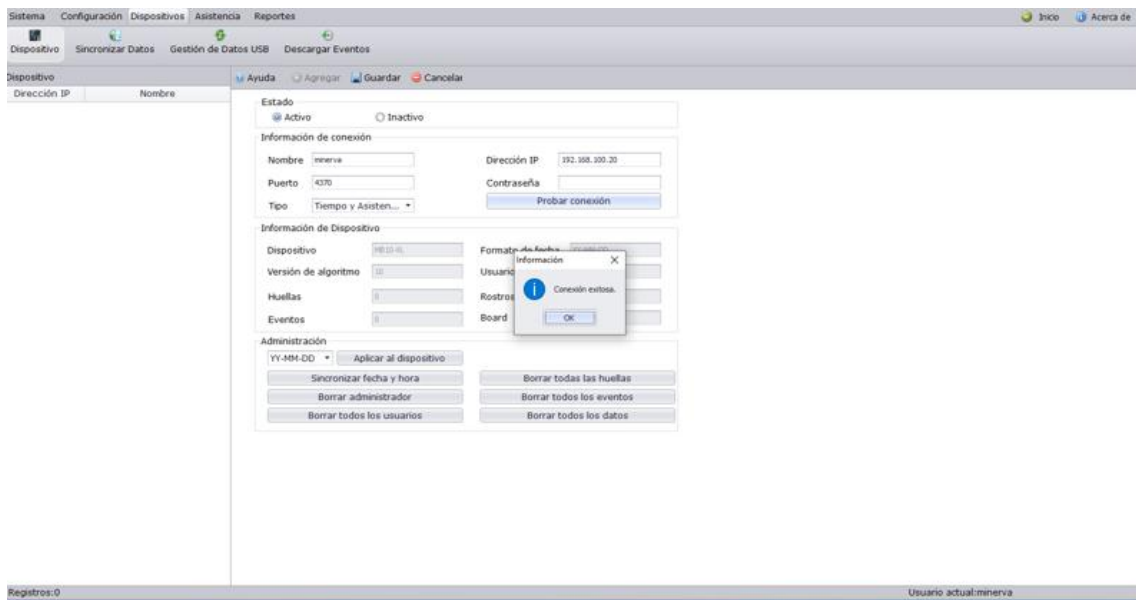 Sistema Configuración Dispositivos Asistencia Reportes Inicio Acerca de
Dispositivo Sincronizar Datos Gestión de Datos USB Descargar Eventos
Dispositivo Ayuda Agregar Guardar Cancelar
Dirección IP Nombre
Estado
Activo Inactivo
Información de conexión
Nombre minerva Dirección IP 192.168.100.20
Puerto 4370 Contraseña
Tipo Tiempo y Asisten... Probar conexión
Información de Dispositivo
Dispositivo Formato de fecha
Información
Versión de algoritmo 10 Usuario
Conexión exitosa.
Huellas 0 Rostros
Eventos 0 Board OK
Administración
YY-MM-DD Aplicar al dispositivo
Sincronizar fecha y hora Borrar todas las huellas
Borrar administrador Borrar todos los eventos
Borrar todos los usuarios Borrar todos los datos
Registros:0 Usuario actual:minerva